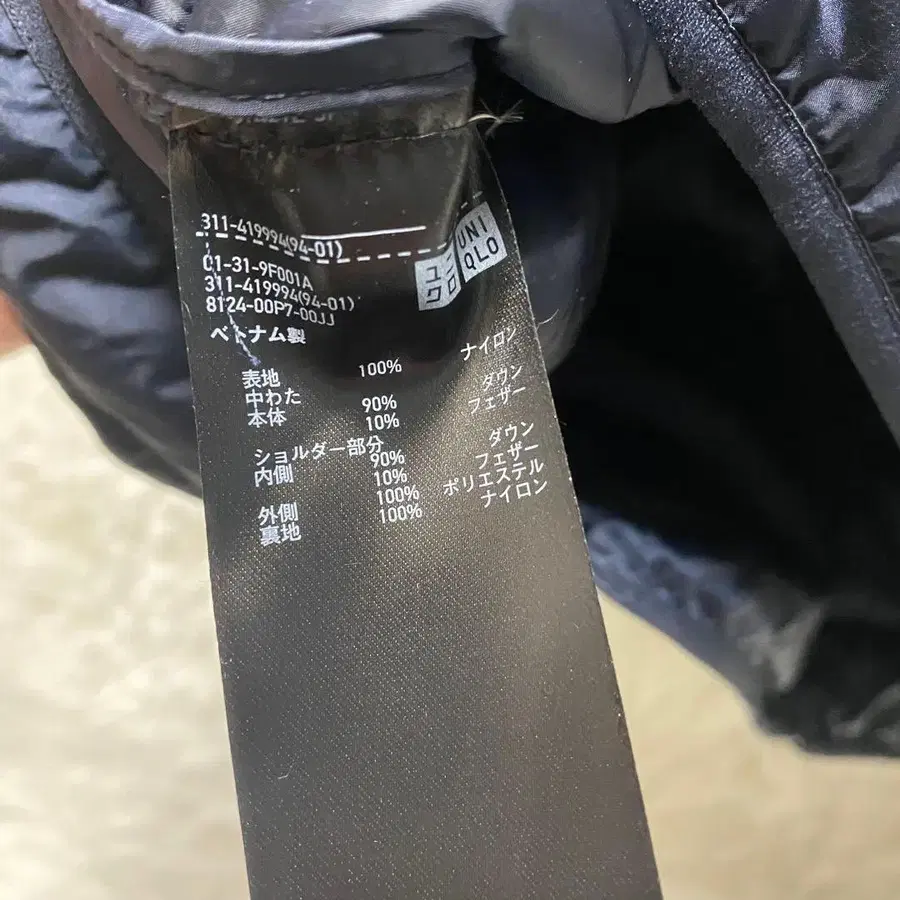 311-419994(94-01)
ユニ
クロ
UNI
QLO
01-31-9F001A
311-419994(94-01)
8124-00P7-00JJ
ベトナム製
表地 100% ナイロン
中わた
本体 90% ダウン
10% フェザー
ショルダー部分
内側 90% ダウン
10% フェザー
外側 100% ポリエステル
裏地 100% ナイロン